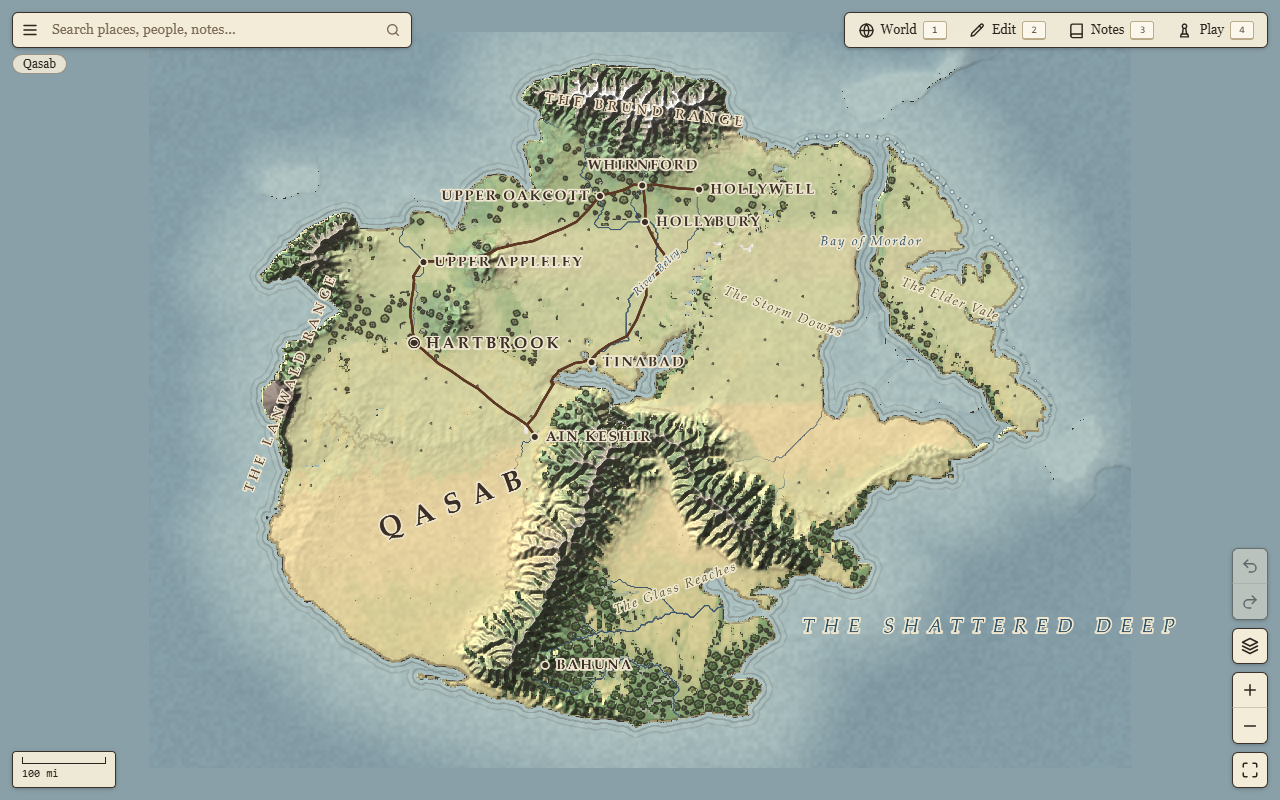 Search places, people, notes...
World 1
Edit 2
Notes 3
Play 4
Qasab
THE BRUND RANGE
WHIRNFORD
UPPER OAKCOTT
HOLLYWELL
HOLLYBURY
Bay of Mordor
UPPER APPLELEY
River Belry
The Storm Downs
The Elder Vale
THE LANWALD RANGE
HARTBROOK
TINABAD
AIN KESHIR
QASAB
The Glass Reaches
THE SHATTERED DEEP
BAHUNA
100 mi